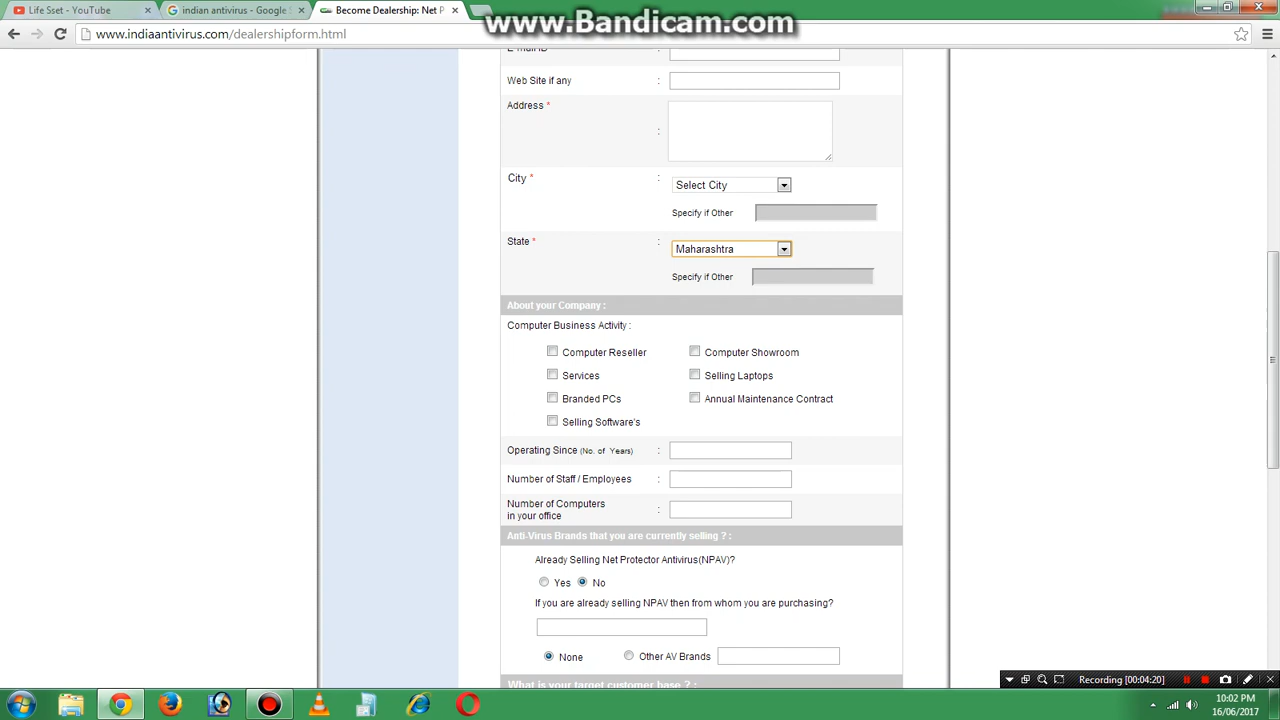 Life Sset - YouTube
indian antivirus - Google S
Become Dealership: Net P
www.Bandicam.com
www.indiaantivirus.com/dealershipform.html
E-mail ID
Web Site if any :
Address * :
City * : Select City
Specify if Other
State * : Maharashtra
Specify if Other
About your Company :
Computer Business Activity :
Computer Reseller Computer Showroom
Services Selling Laptops
Branded PCs Annual Maintenance Contract
Selling Software's
Operating Since (No. of Years) :
Number of Staff / Employees :
Number of Computers
in your office :
Anti-Virus Brands that you are currently selling ? :
Already Selling Net Protector Antivirus(NPAV)?
Yes No
If you are already selling NPAV then from whom you are purchasing?
None Other AV Brands
What is your target customer base ? :
Recording [00:04:20]
10:02 PM
16/06/2017